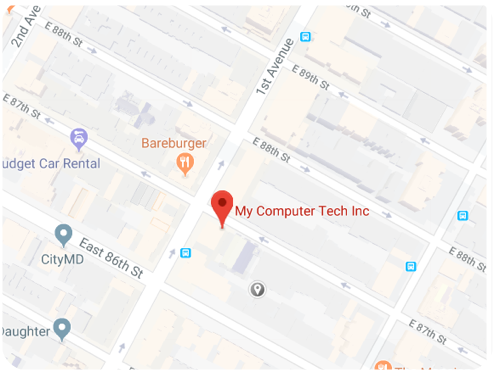 2nd Ave
E 88th St
1st Avenue
E 89th St
E 87th St
Bareburger
E 88th St
udget Car Rental
My Computer Tech Inc
East 86th St
CityMD
E 88th St
Daughter
E 87th St